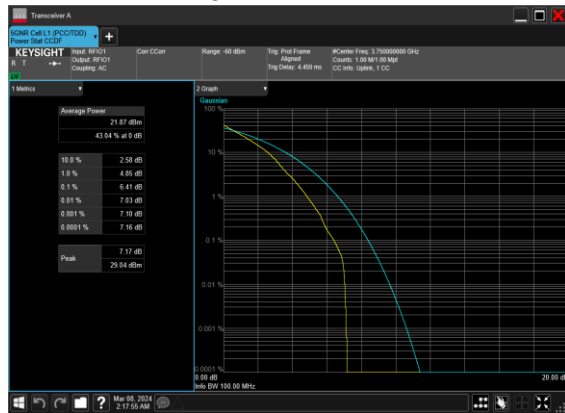 Transceiver A
5GNR Cell L1 (PCC/TDD)
Power Stat CCDF
KEYSIGHT
R T
Input: RFIO1
Output: RFIO1
Coupling: AC
Corr CCorr
Range: -60 dBm
Trig: Prot Frame
Aligned
Trig Delay: 4.450 ms
#Center Freq: 3.750000000 GHz
Counts: 1.00 M/1.00 Mpt
CC Info: Uplink, 1 CC
1 Metrics
Average Power
21.87 dBm
43.04 % at 0 dB
10.0 % 2.58 dB
1.0 % 4.85 dB
0.1 % 6.41 dB
0.01 % 7.03 dB
0.001 % 7.10 dB
0.0001 % 7.16 dB
Peak
7.17 dB
29.04 dBm
2 Graph
Gaussian
100 %
10 %
1 %
0.1 %
0.01 %
0.001 %
0.0001 %
0.00 dB
20.00 d
Info BW 100.00 MHz
?
Mar 08, 2024
2:17:55 AM